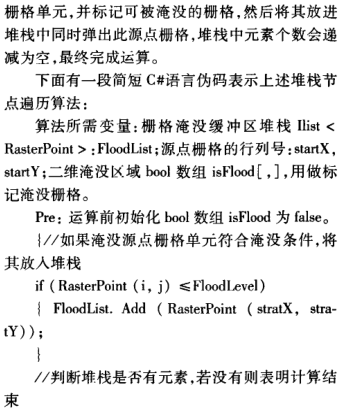 栅格单元,并标记可被淹没的栅格,然后将其放进
堆栈中同时弹出此源点栅格,堆栈中元素个数会递
减为空,最终完成运算。
下面有一段简短 C#语言伪码表示上述堆栈节
点遍历算法:
算法所需变量:栅格淹没缓冲区堆栈 Ilist <
RasterPoint > :FloodList;源点栅格的行列号:startX,
startY;二维淹没区域 bool 数组 isFlood[ ,],用做标
记淹没栅格。
Pre: 运算前初始化 bool 数组 isFlood 为 false。
{//如果淹没源点栅格单元符合淹没条件,将
其放入堆栈
if ( RasterPoint ( i, j) ≤FloodLevel)
{ FloodList. Add ( RasterPoint ( stratX, stra-
tY) ) ;
}
//判断堆栈是否有元素,若没有则表明计算结
束